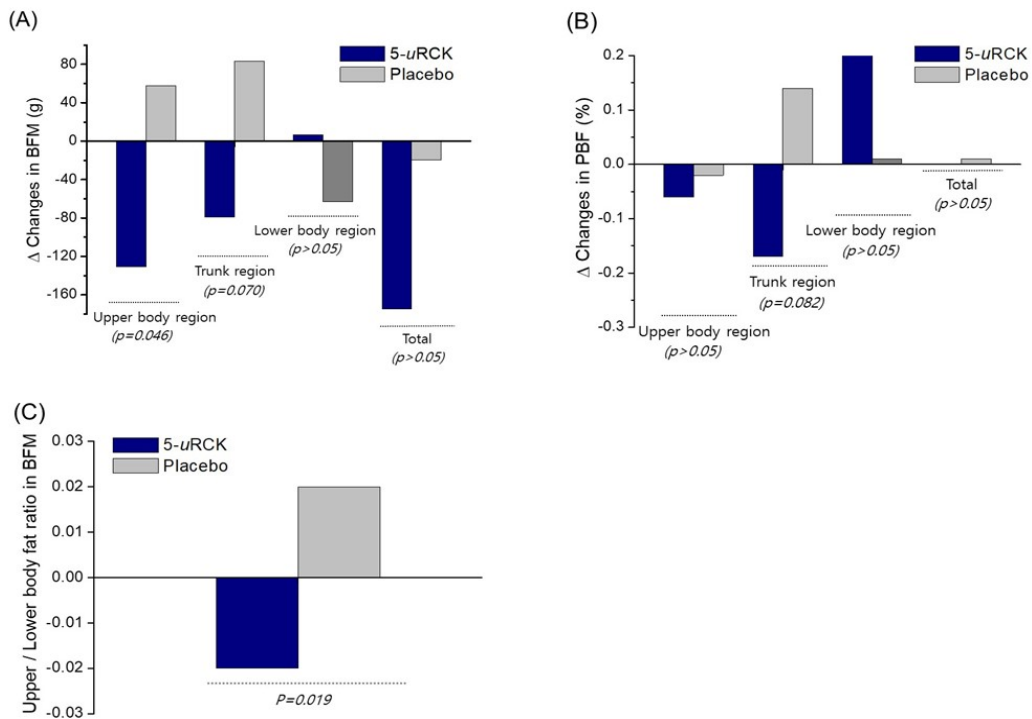 (A)
Δ Changes in BFM (g)
80
40
0
-40
-80
-120
-160
5-uRCK
Placebo
Upper body region
(p=0.046)
Trunk region
(p=0.070)
Lower body region
(p>0.05)
Total
(p>0.05)
(B)
Δ Changes in PBF (%)
0.2
0.1
0.0
-0.1
-0.2
-0.3
5-uRCK
Placebo
Upper body region
(p>0.05)
Trunk region
(p=0.082)
Lower body region
(p>0.05)
Total
(p>0.05)
(C)
Upper / Lower body fat ratio in BFM
0.03
0.02
0.01
0.00
-0.01
-0.02
-0.03
5-uRCK
Placebo
P=0.019